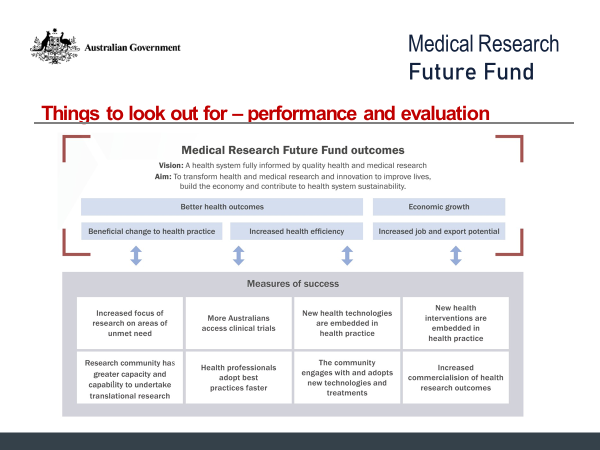 Australian Government
Medical Research
Future Fund
Things to look out for – performance and evaluation
Medical Research Future Fund outcomes
Vision: A health system fully informed by quality health and medical research
Aim: To transform health and medical research and innovation to improve lives,
build the economy and contribute to health system sustainability.
Better health outcomes
Economic growth
Beneficial change to health practice
Increased health efficiency
Increased job and export potential
Measures of success
Increased focus of
research on areas of
unmet need
More Australians
access clinical trials
New health technologies
are embedded in
health practice
New health
interventions are
embedded in
health practice
Research community has
greater capacity and
capability to undertake
translational research
Health professionals
adopt best
practices faster
The community
engages with and adopts
new technologies and
treatments
Increased
commercialision of health
research outcomes